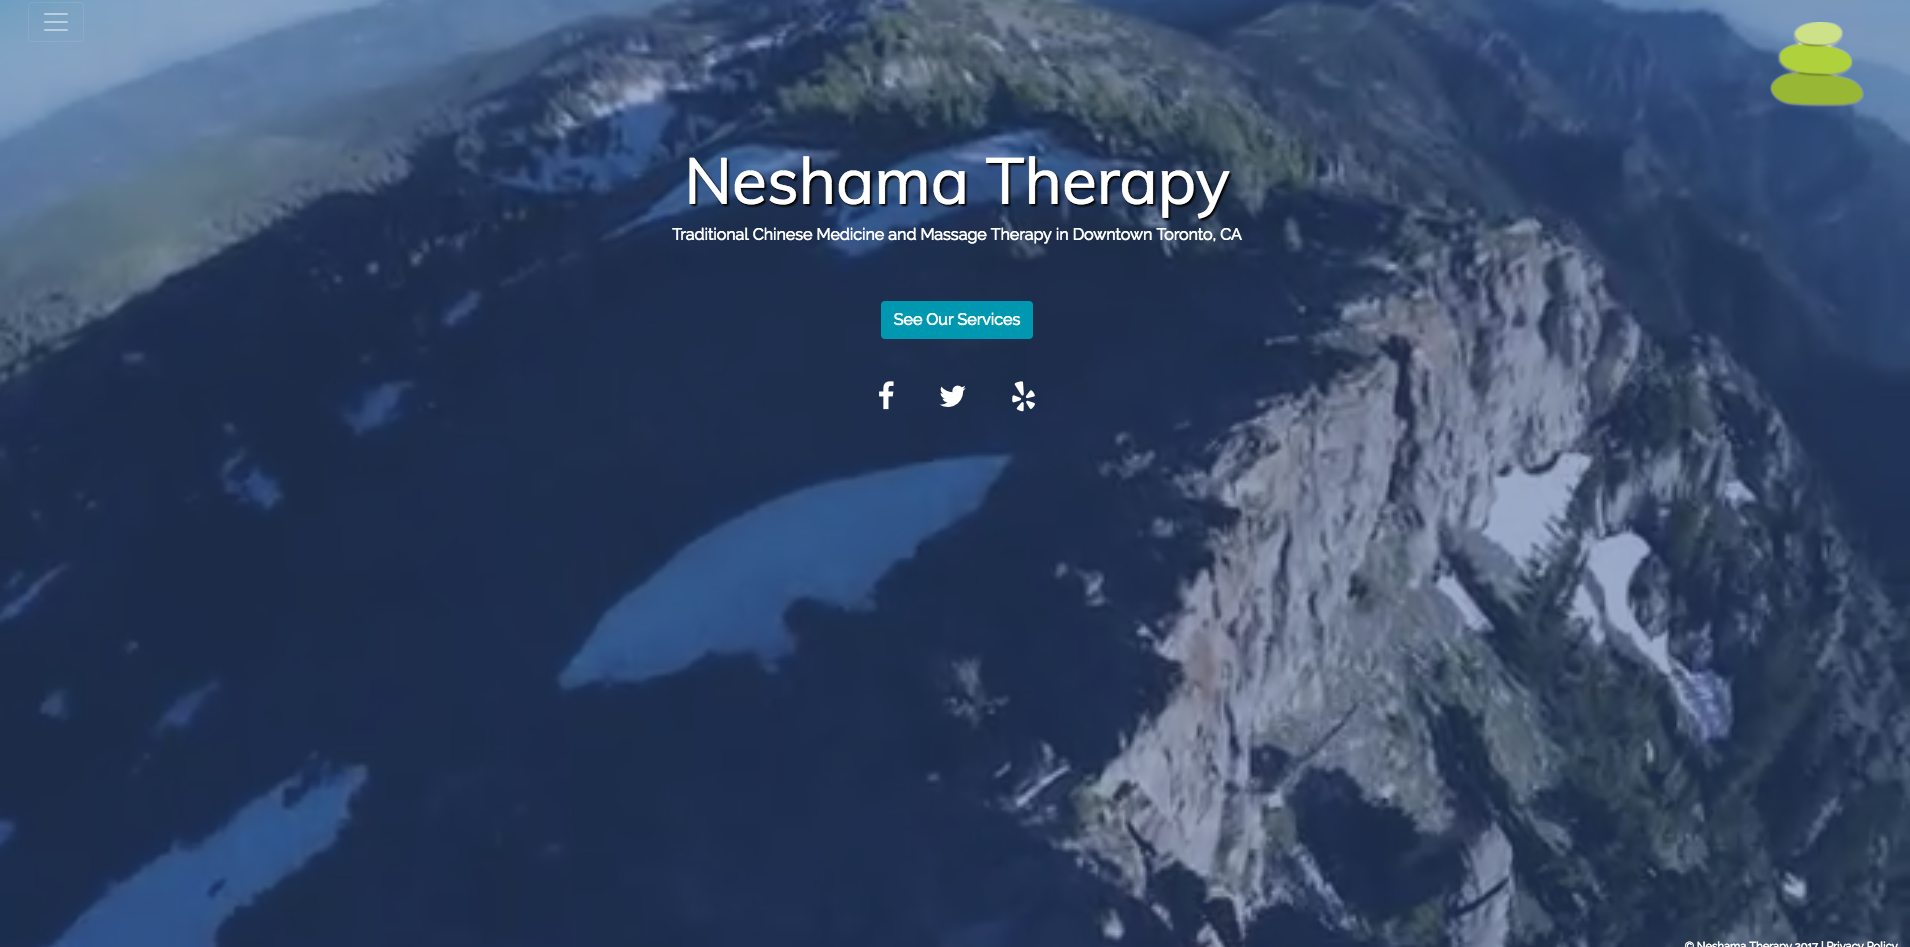 Neshama Therapy
Traditional Chinese Medicine and Massage Therapy in Downtown Toronto, CA
See Our Services
© Neshama Therapy 2017 | Privacy Policy